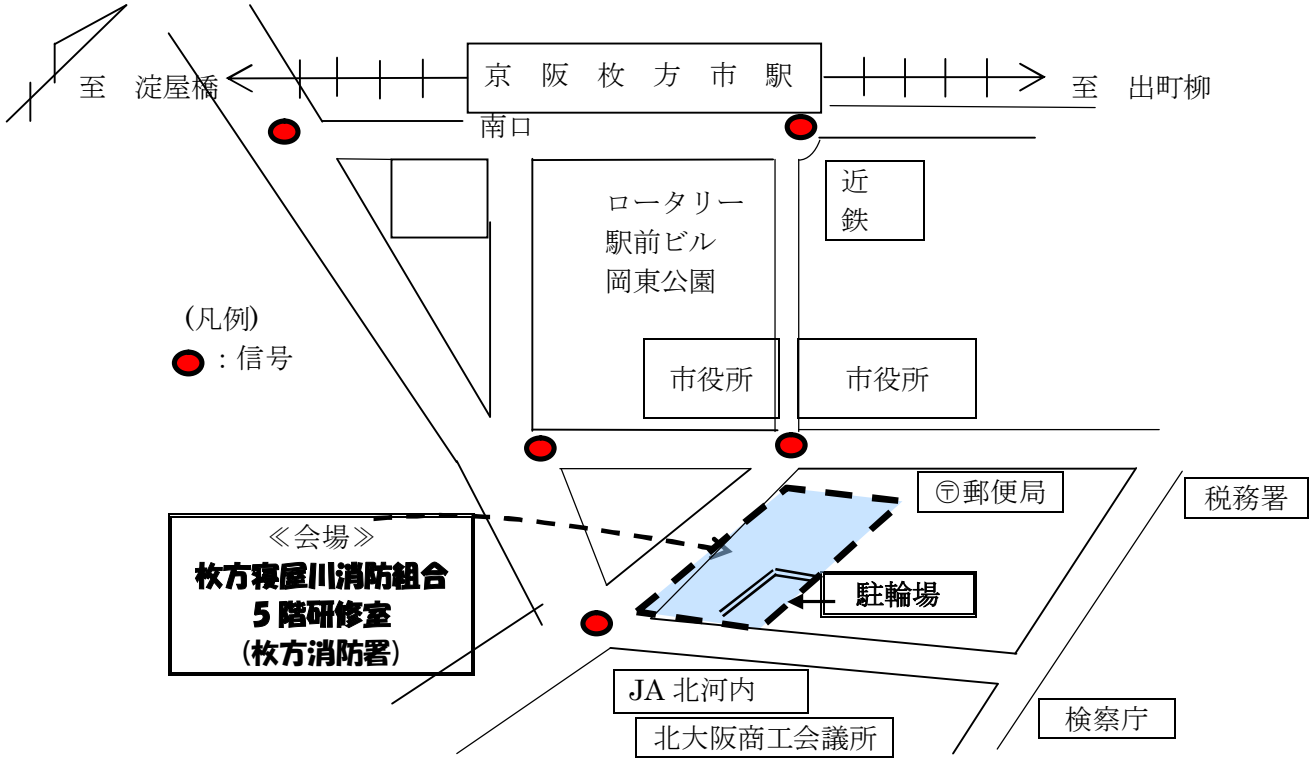 至 淀屋橋
京 阪 枚 方 市 駅
至 出町柳
南口
近
鉄
ロータリー
駅前ビル
岡東公園
(凡例)
：信号
市役所
市役所
〶郵便局
税務署
≪会場≫
枚方寝屋川消防組合
5階研修室
(枚方消防署)
駐輪場
JA 北河内
北大阪商工会議所
検察庁